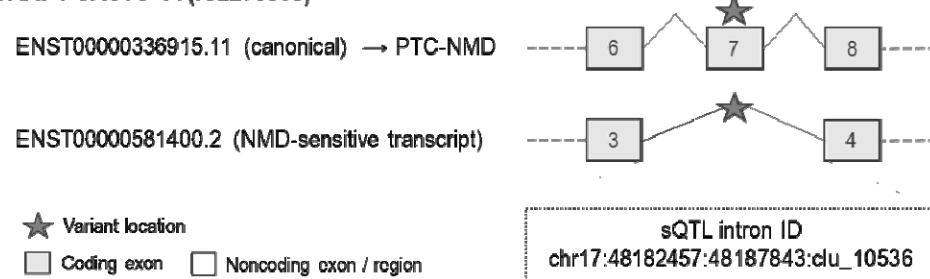 ENST00000336915.11 (canonical) → PTC-NMD
6 7 8
ENST00000581400.2 (NMD-sensitive transcript)
3 4
Variant location
Coding exon Noncoding exon / region
sQTL intron ID
chr17:48182457:48187843:clu_10536